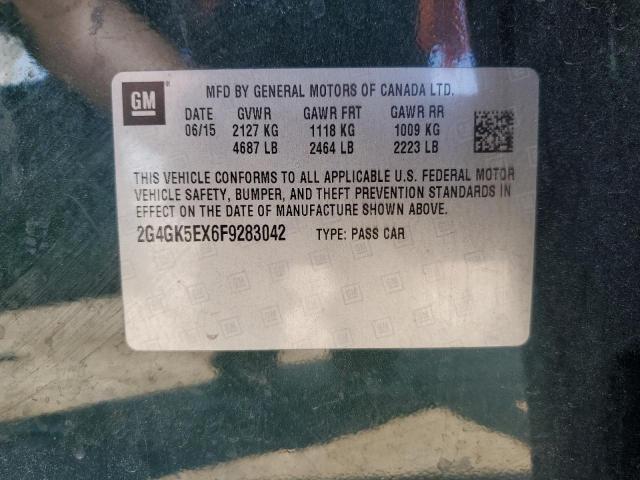 GM
MFD BY GENERAL MOTORS OF CANADA LTD.
DATE GVWR GAWR FRT GAWR RR
06/15 2127 KG 1118 KG 1009 KG
4687 LB 2464 LB 2223 LB
THIS VEHICLE CONFORMS TO ALL APPLICABLE U.S. FEDERAL MOTOR
VEHICLE SAFETY, BUMPER, AND THEFT PREVENTION STANDARDS IN
EFFECT ON THE DATE OF MANUFACTURE SHOWN ABOVE.
2G4GK5EX6F9283042 TYPE: PASS CAR